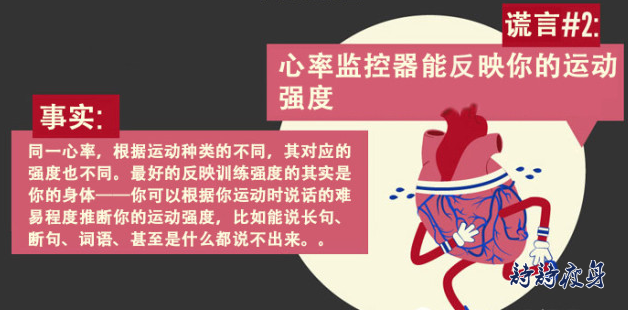 谎言#2:
心率监控器能反映你的运动
强度
事实:
同一心率，根据运动种类的不同，其对应的
强度也不同。最好的反映训练强度的其实是
你的身体——你可以根据你运动时说话的难
易程度推断你的运动强度，比如能说长句、
断句、词语、甚至是什么都说不出来。。
诗诗瘦身